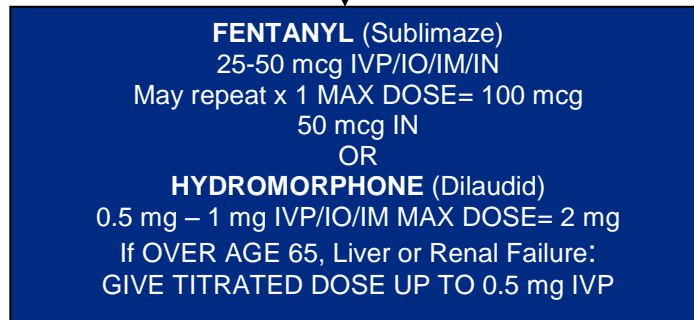 FENTANYL (Sublimaze)
25-50 mcg IVP/IO/IM/IN
May repeat x 1 MAX DOSE= 100 mcg
50 mcg IN
OR
HYDROMORPHONE (Dilaudid)
0.5 mg – 1 mg IVP/IO/IM MAX DOSE= 2 mg
If OVER AGE 65, Liver or Renal Failure:
GIVE TITRATED DOSE UP TO 0.5 mg IVP